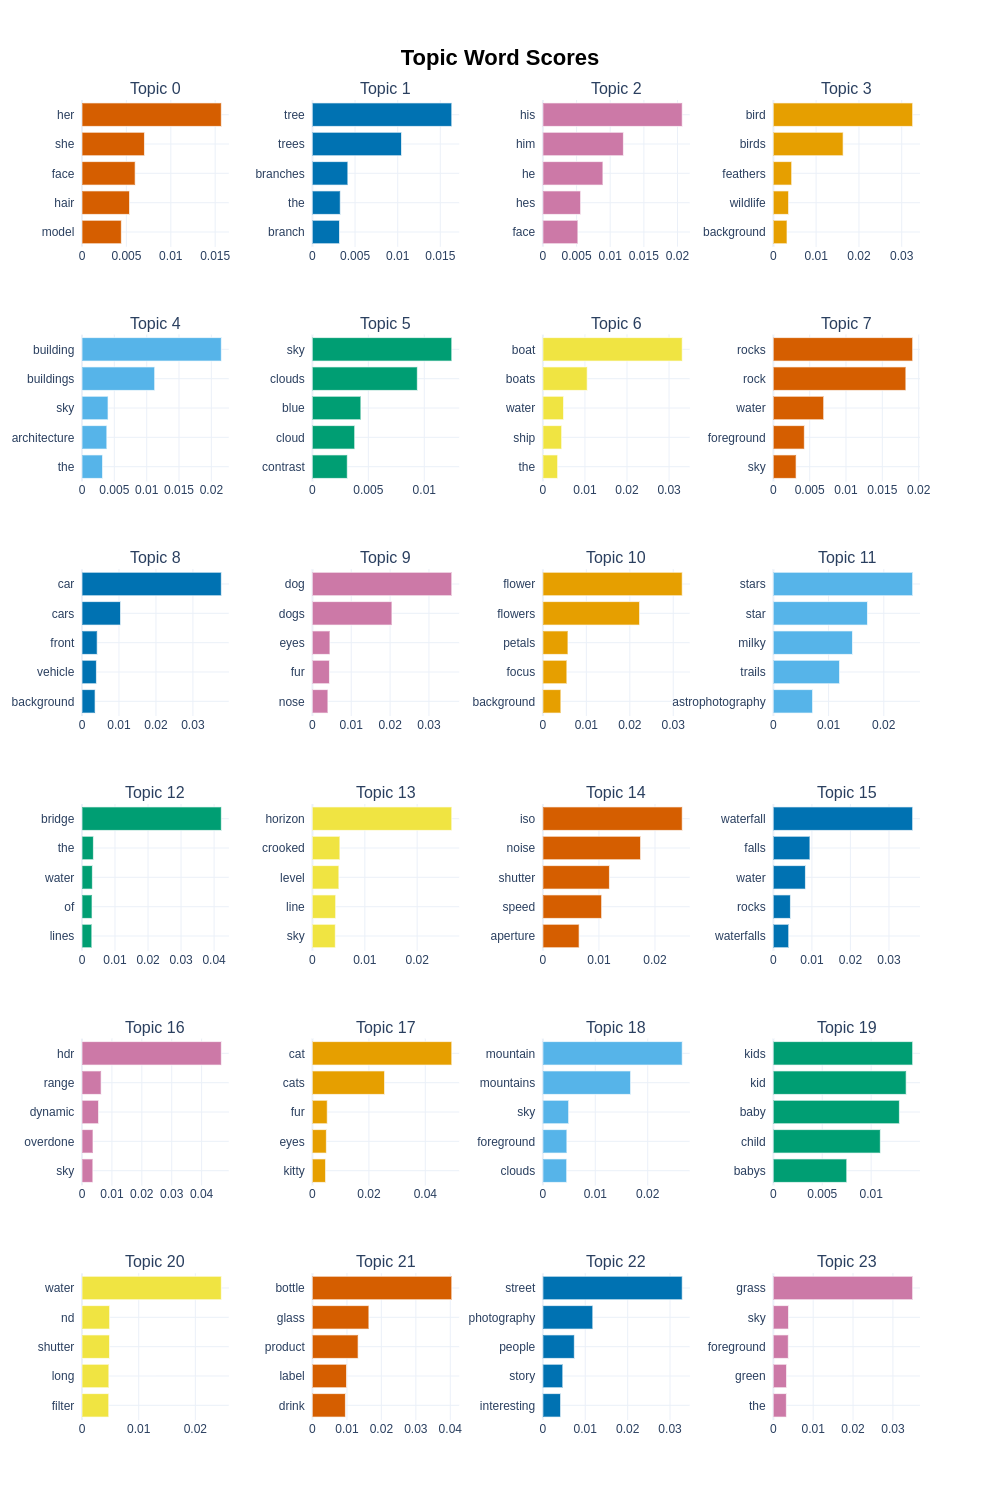 Topic Word Scores
Topic 0
her
she
face
hair
model
0 0.005 0.01 0.015
Topic 1
tree
trees
branches
the
branch
0 0.005 0.01 0.015
Topic 2
his
him
he
hes
face
0 0.005 0.01 0.015 0.02
Topic 3
bird
birds
feathers
wildlife
background
0 0.01 0.02 0.03
Topic 4
building
buildings
sky
architecture
the
0 0.005 0.01 0.015 0.02
Topic 5
sky
clouds
blue
cloud
contrast
0 0.005 0.01
Topic 6
boat
boats
water
ship
the
0 0.01 0.02 0.03
Topic 7
rocks
rock
water
foreground
sky
0 0.005 0.01 0.015 0.02
Topic 8
car
cars
front
vehicle
background
0 0.01 0.02 0.03
Topic 9
dog
dogs
eyes
fur
nose
0 0.01 0.02 0.03
Topic 10
flower
flowers
petals
focus
background
0 0.01 0.02 0.03
Topic 11
stars
star
milky
trails
astrophotography
0 0.01 0.02
Topic 12
bridge
the
water
of
lines
0 0.01 0.02 0.03 0.04
Topic 13
horizon
crooked
level
line
sky
0 0.01 0.02
Topic 14
iso
noise
shutter
speed
aperture
0 0.01 0.02
Topic 15
waterfall
falls
water
rocks
waterfalls
0 0.01 0.02 0.03
Topic 16
hdr
range
dynamic
overdone
sky
0 0.01 0.02 0.03 0.04
Topic 17
cat
cats
fur
eyes
kitty
0 0.02 0.04
Topic 18
mountain
mountains
sky
foreground
clouds
0 0.01 0.02
Topic 19
kids
kid
baby
child
babys
0 0.005 0.01
Topic 20
water
nd
shutter
long
filter
0 0.01 0.02
Topic 21
bottle
glass
product
label
drink
0 0.01 0.02 0.03 0.04
Topic 22
street
photography
people
story
interesting
0 0.01 0.02 0.03
Topic 23
grass
sky
foreground
green
the
0 0.01 0.02 0.03